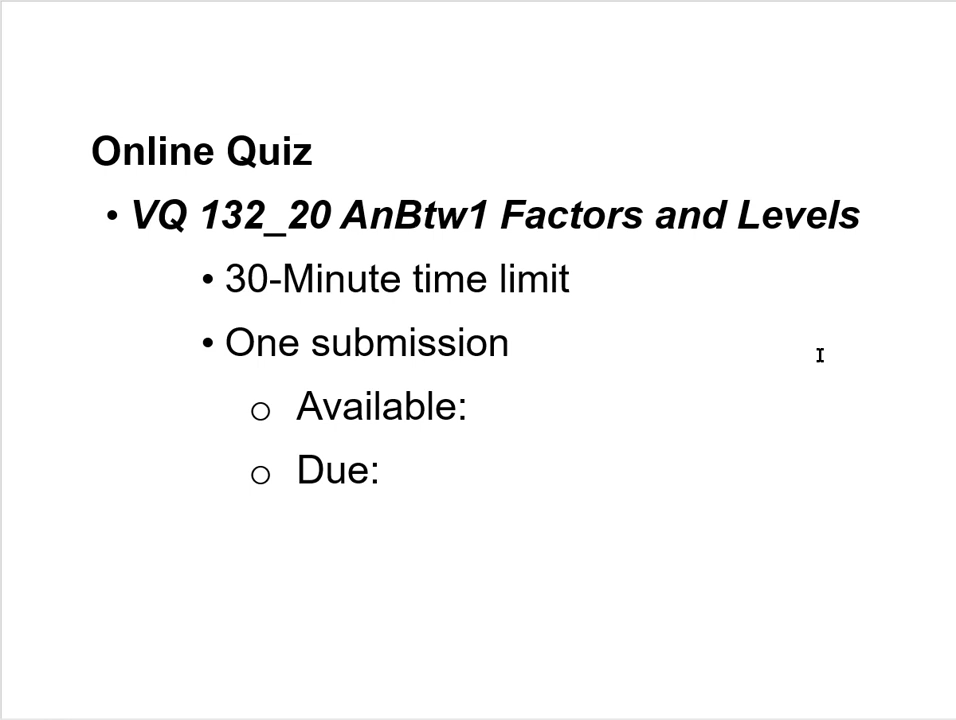 Online Quiz
• VQ 132_20 AnBtw1 Factors and Levels
• 30-Minute time limit
• One submission
o Available:
o Due: